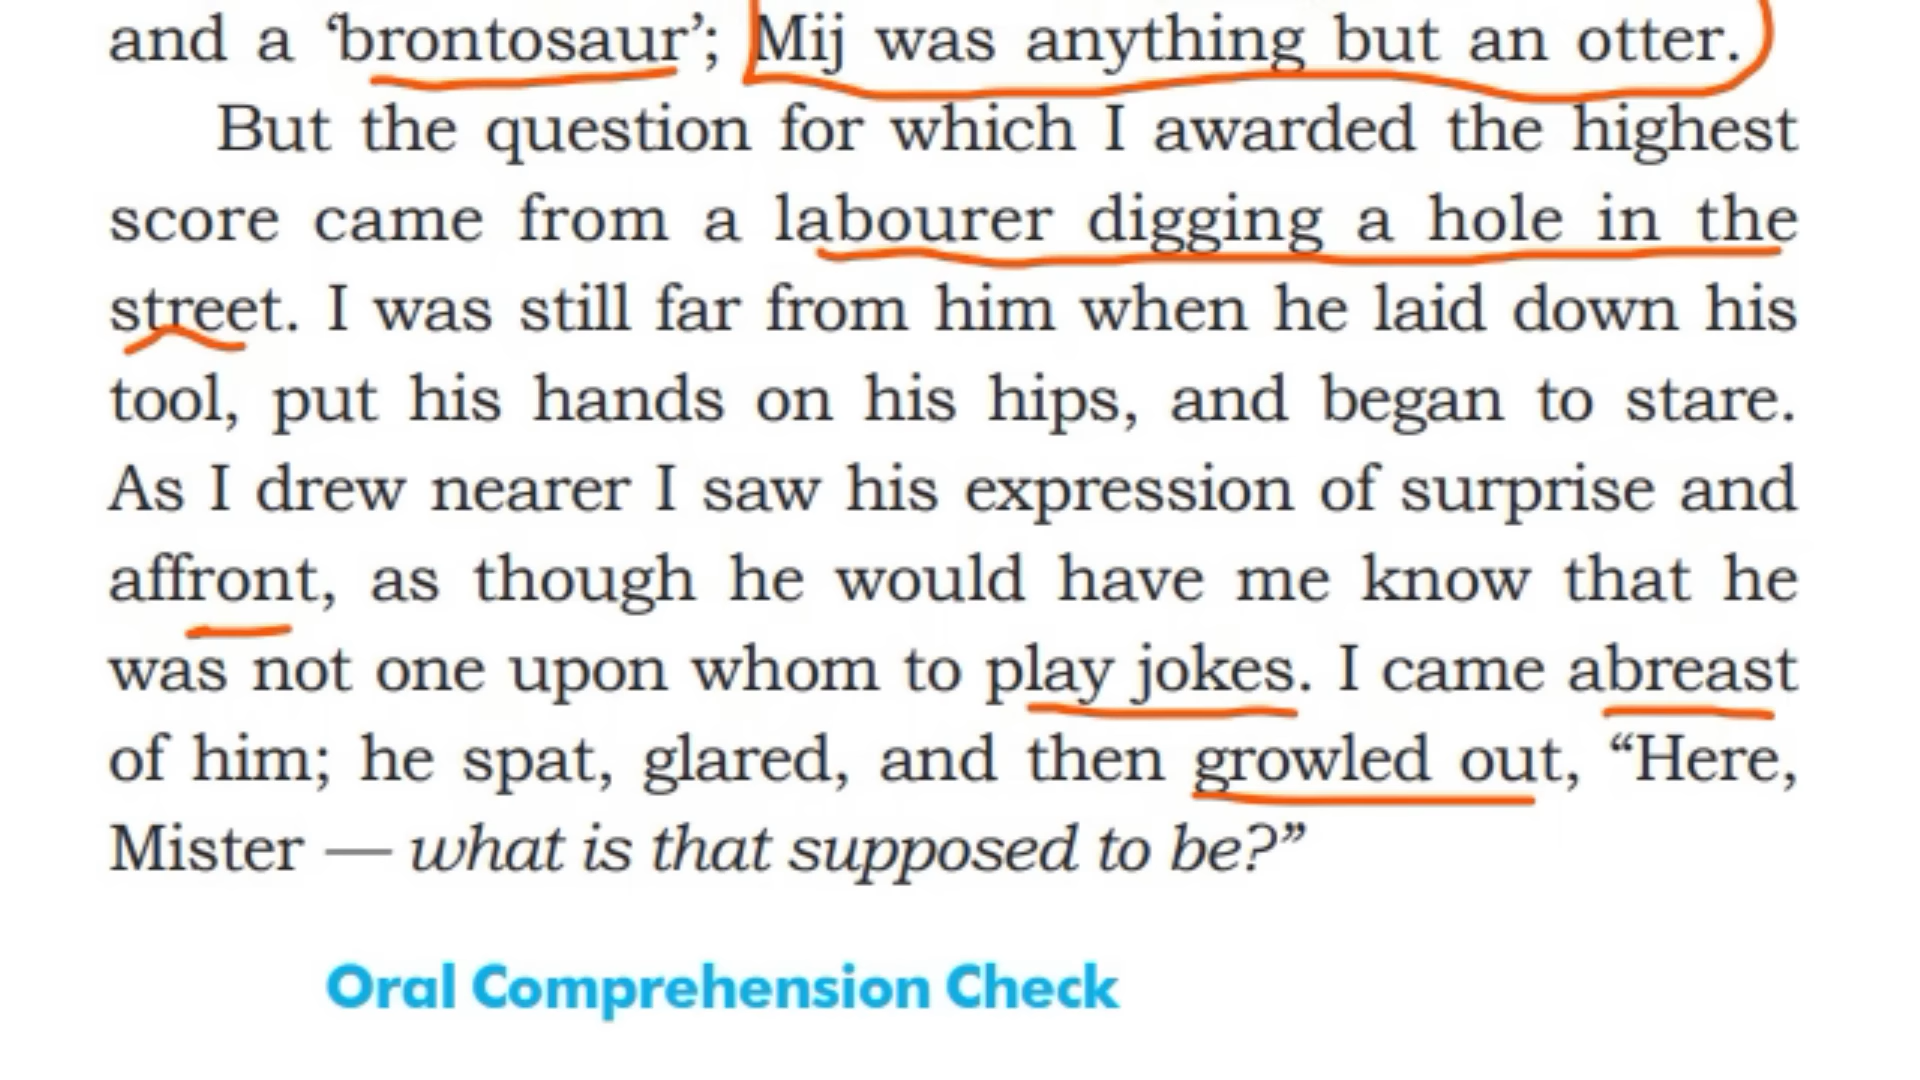 and a ‘brontosaur’; Mij was anything but an otter.
But the question for which I awarded the highest
score came from a labourer digging a hole in the
street. I was still far from him when he laid down his
tool, put his hands on his hips, and began to stare.
As I drew nearer I saw his expression of surprise and
affront, as though he would have me know that he
was not one upon whom to play jokes. I came abreast
of him; he spat, glared, and then growled out, “Here,
Mister — what is that supposed to be?”
Oral Comprehension Check